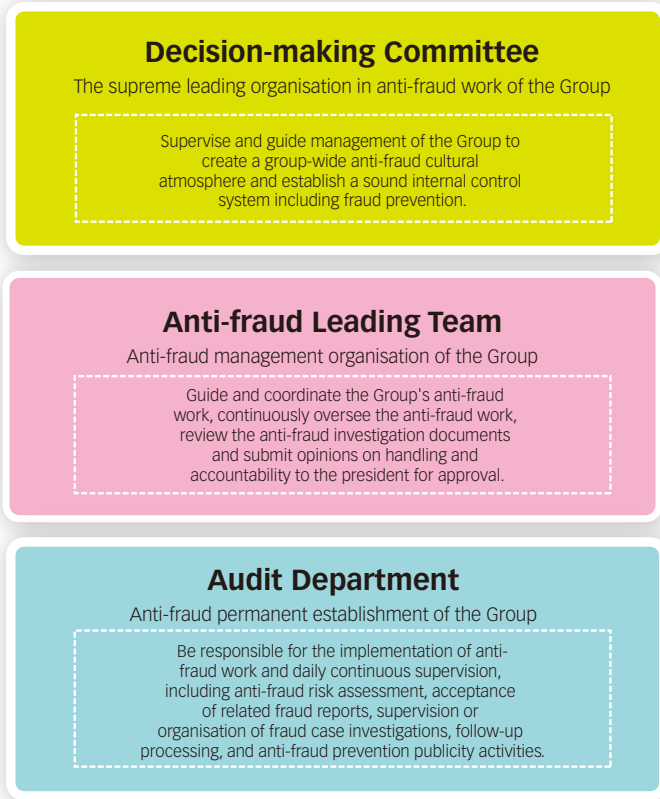 Decision-making Committee
The supreme leading organisation in anti-fraud work of the Group
Supervise and guide management of the Group to
create a group-wide anti-fraud cultural
atmosphere and establish a sound internal control
system including fraud prevention.
Anti-fraud Leading Team
Anti-fraud management organisation of the Group
Guide and coordinate the Group's anti-fraud
work, continuously oversee the anti-fraud work,
review the anti-fraud investigation documents
and submit opinions on handling and
accountability to the president for approval.
Audit Department
Anti-fraud permanent establishment of the Group
Be responsible for the implementation of anti-
fraud work and daily continuous supervision,
including anti-fraud risk assessment, acceptance
of related fraud reports, supervision or
organisation of fraud case investigations, follow-up
processing, and anti-fraud prevention publicity activities.